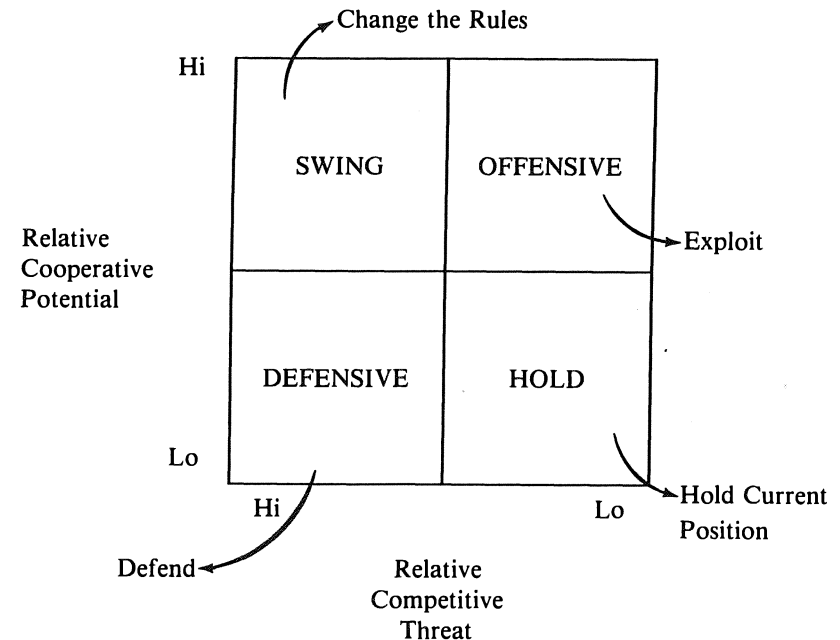 Change the Rules
Hi
SWING
OFFENSIVE
Relative
Cooperative
Potential
Exploit
DEFENSIVE
HOLD
Lo
Hi
Lo
Hold Current
Position
Defend
Relative
Competitive
Threat